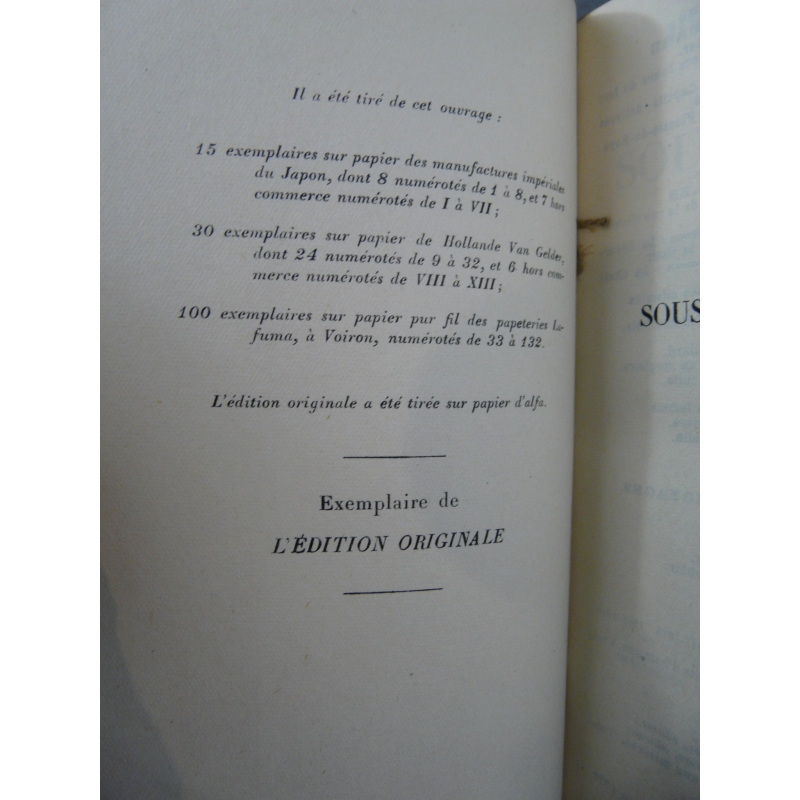 Il a été tiré de cet ouvrage :
15 exemplaires sur papier des manufactures impériales
du Japon, dont 8 numérotés de 1 à 8, et 7 hors
commerce numérotés de I à VII ;
30 exemplaires sur papier de Hollande Van Gelder,
dont 24 numérotés de 9 à 32, et 6 hors com-
merce numérotés de VIII à XIII ;
100 exemplaires sur papier pur fil des papeteries La-
fuma, à Voiron, numérotés de 33 à 132.
L'édition originale a été tirée sur papier d'alfa.
Exemplaire de
L'ÉDITION ORIGINALE
SOUS